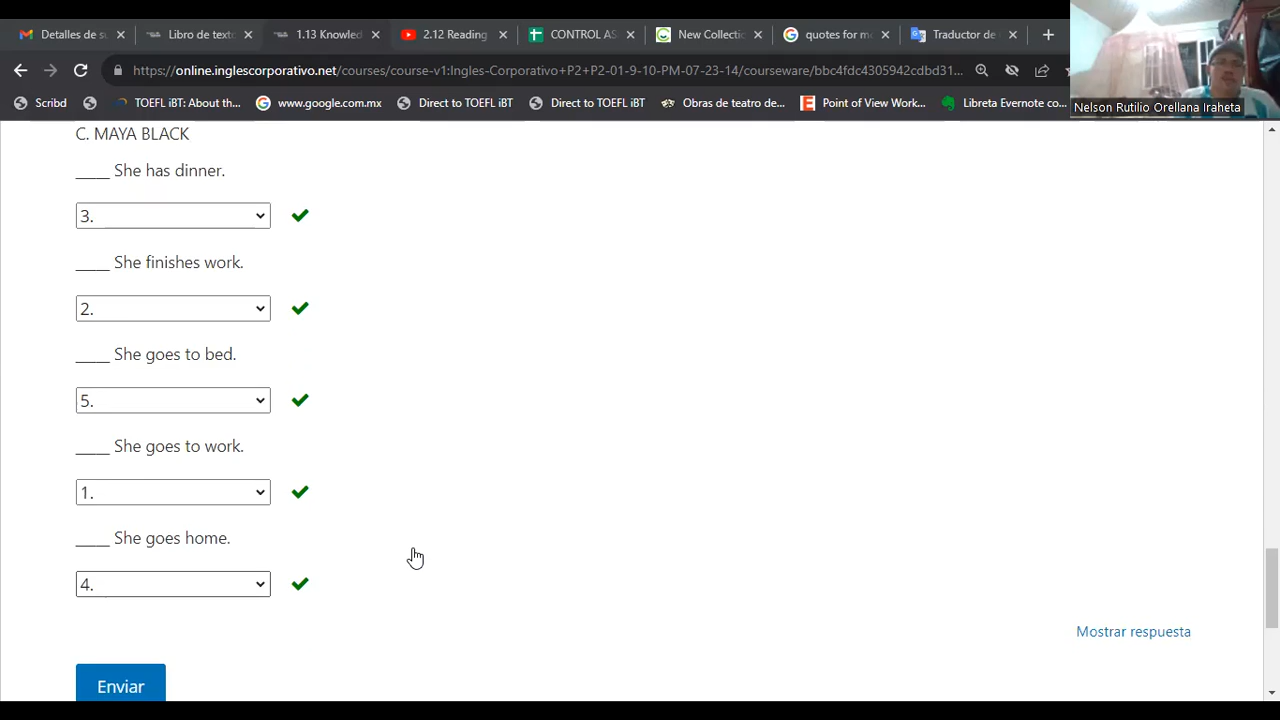 Detalles de su
Libro de texto
1.13 Knowled
2.12 Reading
CONTROL AS
New Collectio
quotes for mo
Traductor de
https://online.inglescorporativo.net/courses/course-v1:Ingles-Corporativo+P2+P2-01-9-10-PM-07-23-14/courseware/bbc4fdc4305942cdbd31...
Scribd
TOEFL iBT: About th...
www.google.com.mx
Direct to TOEFL iBT
Direct to TOEFL iBT
Obras de teatro de...
Point of View Work...
Libreta Evernote co...
Nelson Rutilio Orellana Iraheta
C. MAYA BLACK
_____ She has dinner.
3.
_____ She finishes work.
2.
_____ She goes to bed.
5.
_____ She goes to work.
1.
_____ She goes home.
4.
Mostrar respuesta
Enviar